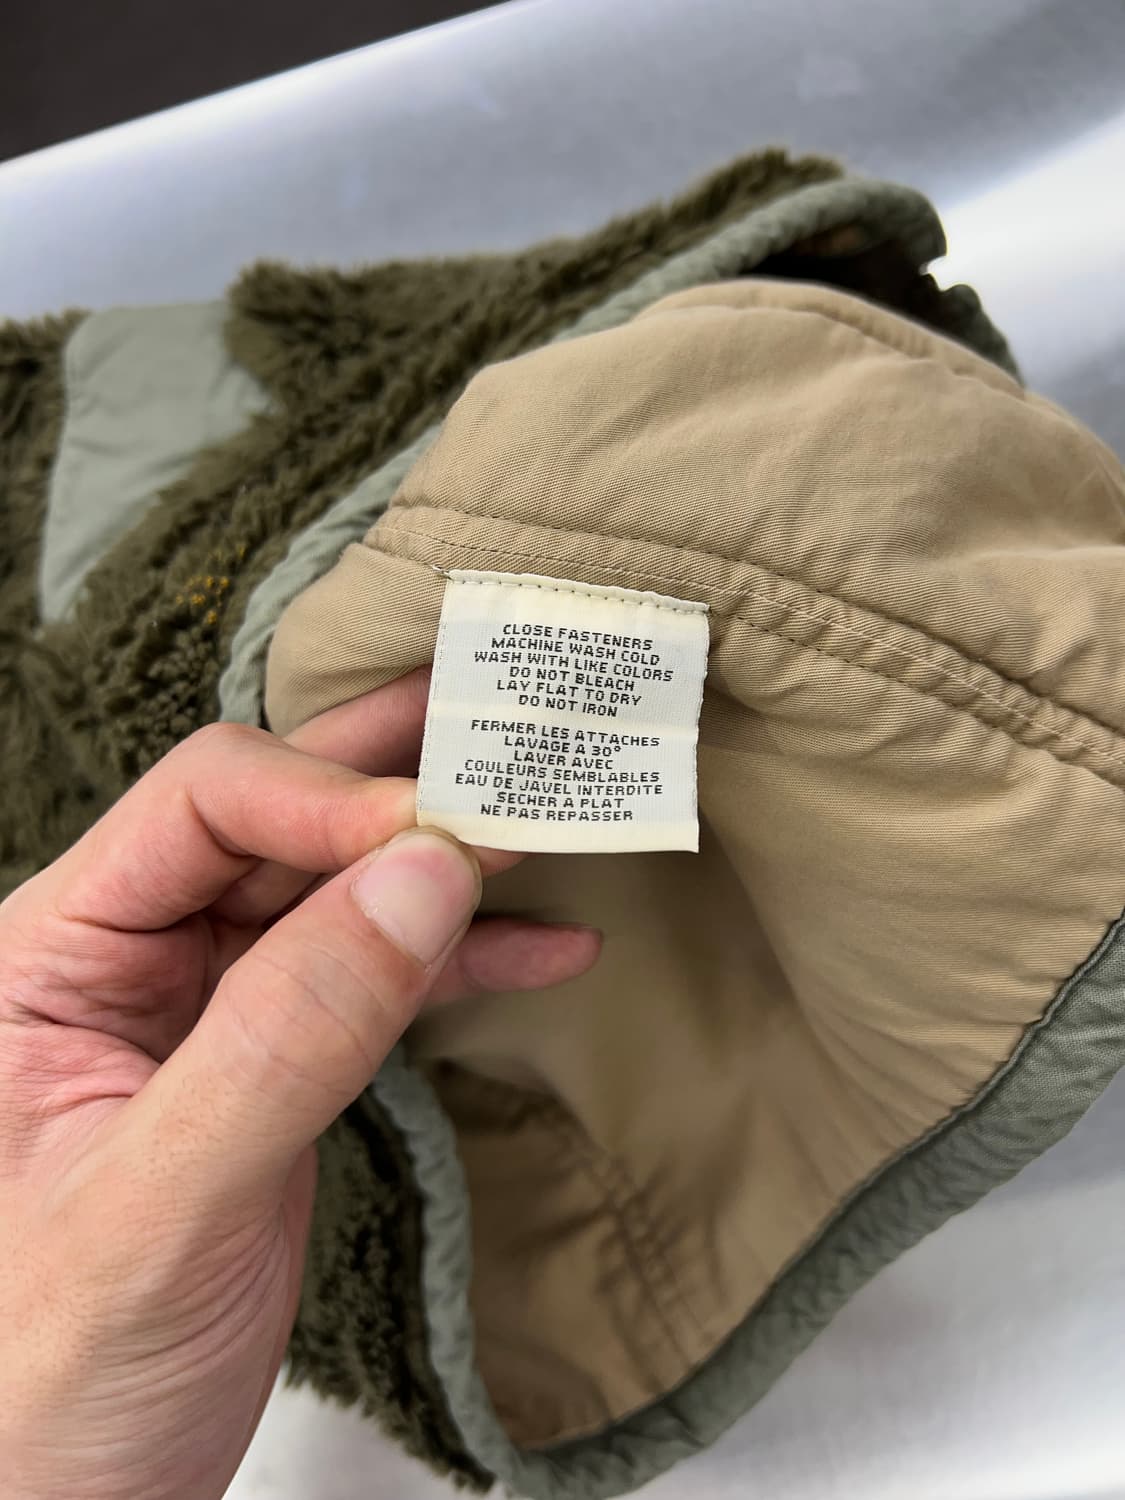 CLOSE FASTENERS
MACHINE WASH COLD
WASH WITH LIKE COLORS
DO NOT BLEACH
LAY FLAT TO DRY
DO NOT IRON
FERMER LES ATTACHES
LAVAGE A 30°
LAVER AVEC
COULEURS SEMBLABLES
EAU DE JAVEL INTERDITE
SECHER A PLAT
NE PAS REPASSER